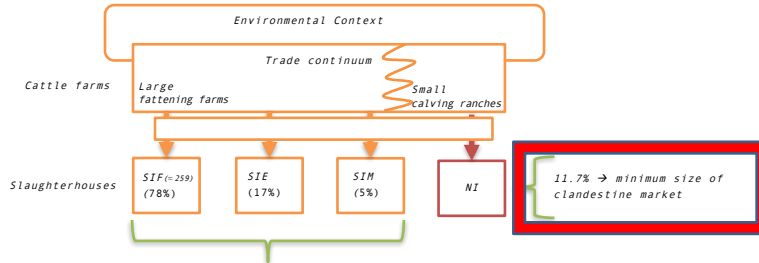 Environmental Context
Trade continuum
Cattle farms
Large
fattening farms
Small
calving ranches
Slaughterhouses
SIF(=259)
(78%)
SIE
(17%)
SIM
(5%)
NI
11.7% → minimum size of
clandestine market